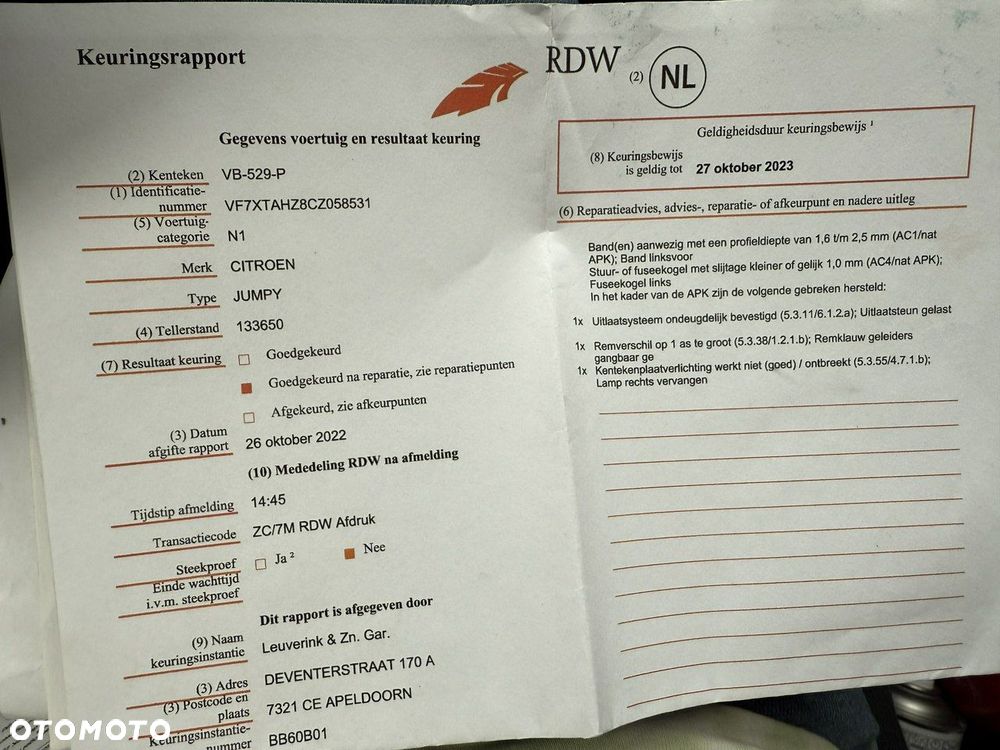 Keuringsrapport
RDW (2) NL
Gegevens voertuig en resultaat keuring
(2) Kenteken VB-529-P
(1) Identificatie-
nummer VF7XTAHZ8CZ058531
(5) Voertuig-
categorie N1
Merk CITROEN
Type JUMPY
(4) Tellerstand 133650
(7) Resultaat keuring Goedgekeurd
Goedgekeurd na reparatie, zie reparatiepunten
Afgekeurd, zie afkeurpunten
(3) Datum
afgifte rapport 26 oktober 2022
(10) Mededeling RDW na afmelding
Tijdstip afmelding 14:45
Transactiecode ZC/7M RDW Afdruk
Steekproef Ja ² Nee
Einde wachttijd
i.v.m. steekproef
Dit rapport is afgegeven door
(9) Naam
keuringsinstantie Leuverink & Zn. Gar.
(3) Adres DEVENTERSTRAAT 170 A
(3) Postcode en
plaats 7321 CE APELDOORN
Keuringsinstantie-
nummer BB60B01
Geldigheidsduur keuringsbewijs ¹
(8) Keuringsbewijs
is geldig tot 27 oktober 2023
(6) Reparatieadvies, advies-, reparatie- of afkeurpunt en nadere uitleg
Band(en) aanwezig met een profieldiepte van 1,6 t/m 2,5 mm (AC1/nat
APK); Band linksvoor
Stuur- of fuseekogel met slijtage kleiner of gelijk 1,0 mm (AC4/nat APK);
Fuseekogel links
In het kader van de APK zijn de volgende gebreken hersteld:
1x Uitlaatsysteem ondeugdelijk bevestigd (5.3.11/6.1.2.a); Uitlaatsteun gelast
1x Remverschil op 1 as te groot (5.3.38/1.2.1.b); Remklauw geleiders
gangbaar ge
1x Kentekenplaatverlichting werkt niet (goed) / ontbreekt (5.3.55/4.7.1.b);
Lamp rechts vervangen
OTOMOTO